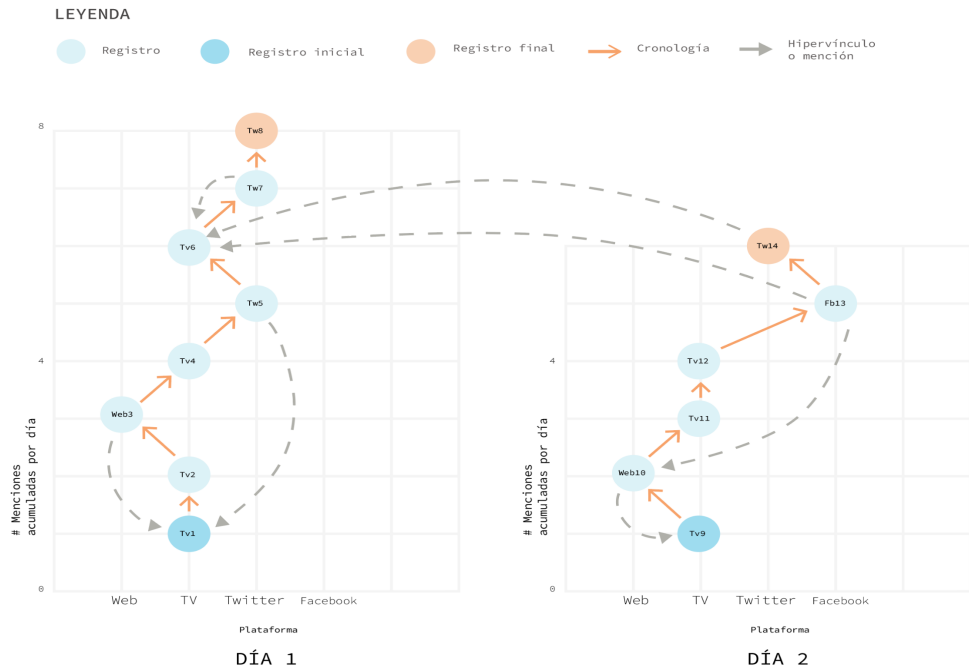 LEYENDA
Registro
Registro inicial
Registro final
Cronología
Hipervínculo
o mención
8
4
0
# Menciones
acumuladas por día
Tw8
Tw7
Tv6
Tw5
Tv4
Web3
Tv2
Tv1
Web
TV
Twitter
Facebook
Plataforma
DÍA 1
4
0
# Menciones
acumuladas por día
Tw14
Fb13
Tv12
Tv11
Web10
Tv9
Web
TV
Twitter
Facebook
Plataforma
DÍA 2